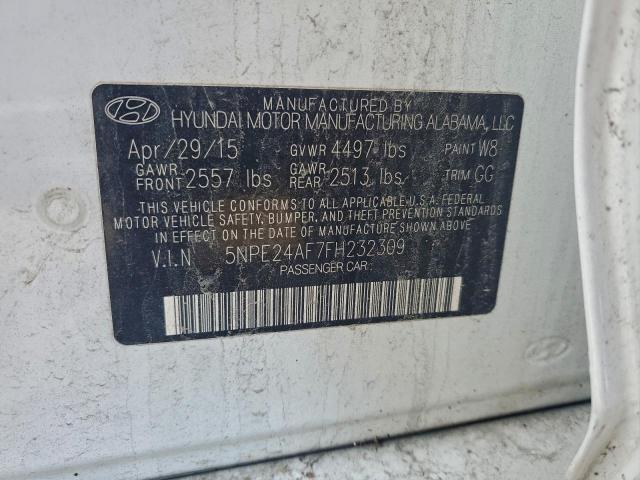 MANUFACTURED BY
HYUNDAI MOTOR MANUFACTURING ALABAMA, LLC
Apr/29/15 GVWR 4497 lbs PAINT W8
GAWR FRONT 2557 lbs GAWR REAR 2513 lbs TRIM GG
THIS VEHICLE CONFORMS TO ALL APPLICABLE U.S.A. FEDERAL
MOTOR VEHICLE SAFETY, BUMPER, AND THEFT PREVENTION STANDARDS
IN EFFECT ON THE DATE OF MANUFACTURE SHOWN ABOVE
V.I.N 5NPE24AF7FH232309
PASSENGER CAR